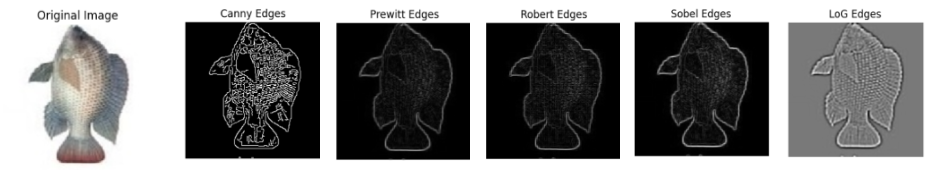 Original Image
Canny Edges
Prewitt Edges
Robert Edges
Sobel Edges
LoG Edges